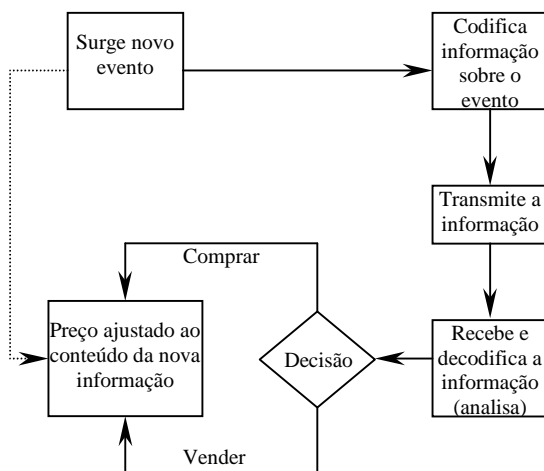 Surge novo
evento
Codifica
informação
sobre o
evento
Transmite a
informação
Recebe e
decodifica a
informação
(analisa)
Decisão
Comprar
Vender
Preço ajustado ao
conteúdo da nova
informação